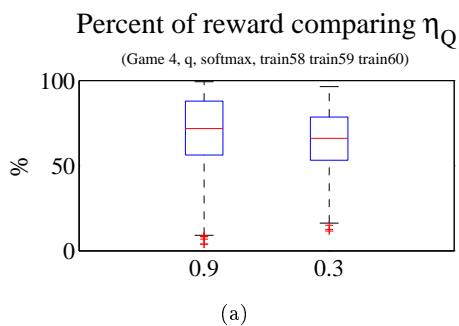 Percent of reward comparing η_Q
(Game 4, q, softmax, train58 train59 train60)
100
50
0
%
0.9 0.3
(a)